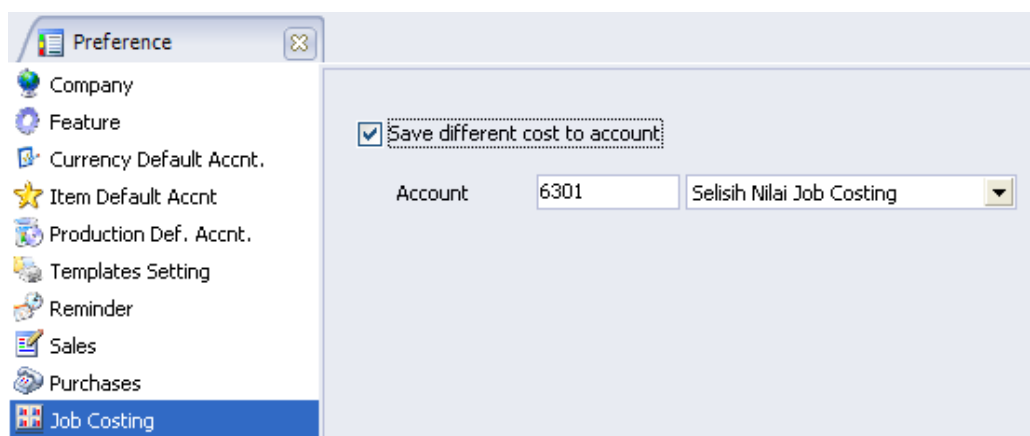 Preference
Company
Feature
Currency Default Accnt.
Item Default Accnt
Production Def. Accnt.
Templates Setting
Reminder
Sales
Purchases
Job Costing
Save different cost to account
Account 6301 Selisih Nilai Job Costing